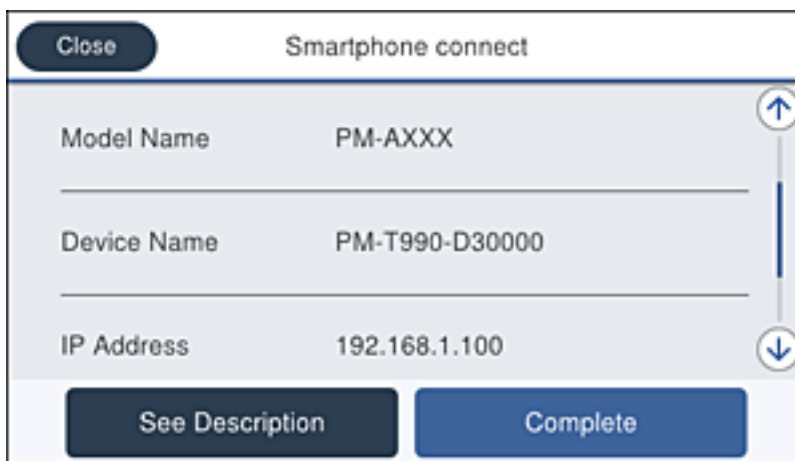 Close Smartphone connect
Model Name PM-AXXX
Device Name PM-T990-D30000
IP Address 192.168.1.100
See Description Complete